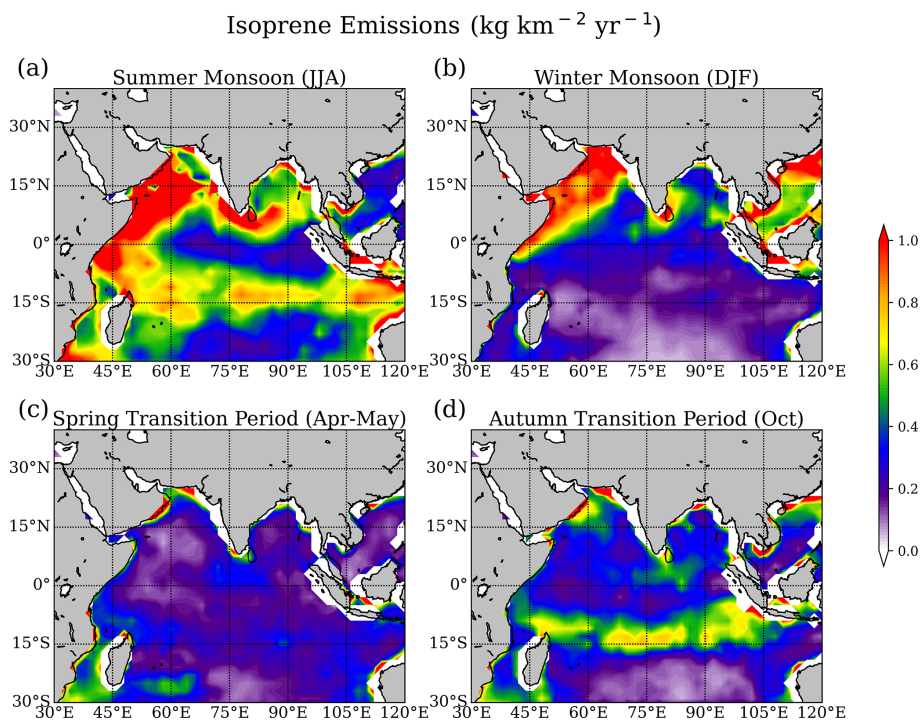 Isoprene Emissions (kg km⁻² yr⁻¹)
(a)
Summer Monsoon (JJA)
30°N
15°N
0°
15°S
30°S
30°E 45°E 60°E 75°E 90°E 105°E 120°E
(b)
Winter Monsoon (DJF)
30°N
15°N
0°
15°S
30°S
30°E 45°E 60°E 75°E 90°E 105°E 120°E
(c)
Spring Transition Period (Apr-May)
30°N
15°N
0°
15°S
30°S
30°E 45°E 60°E 75°E 90°E 105°E 120°E
(d)
Autumn Transition Period (Oct)
30°N
15°N
0°
15°S
30°S
30°E 45°E 60°E 75°E 90°E 105°E 120°E
1.0
0.8
0.6
0.4
0.2
0.0